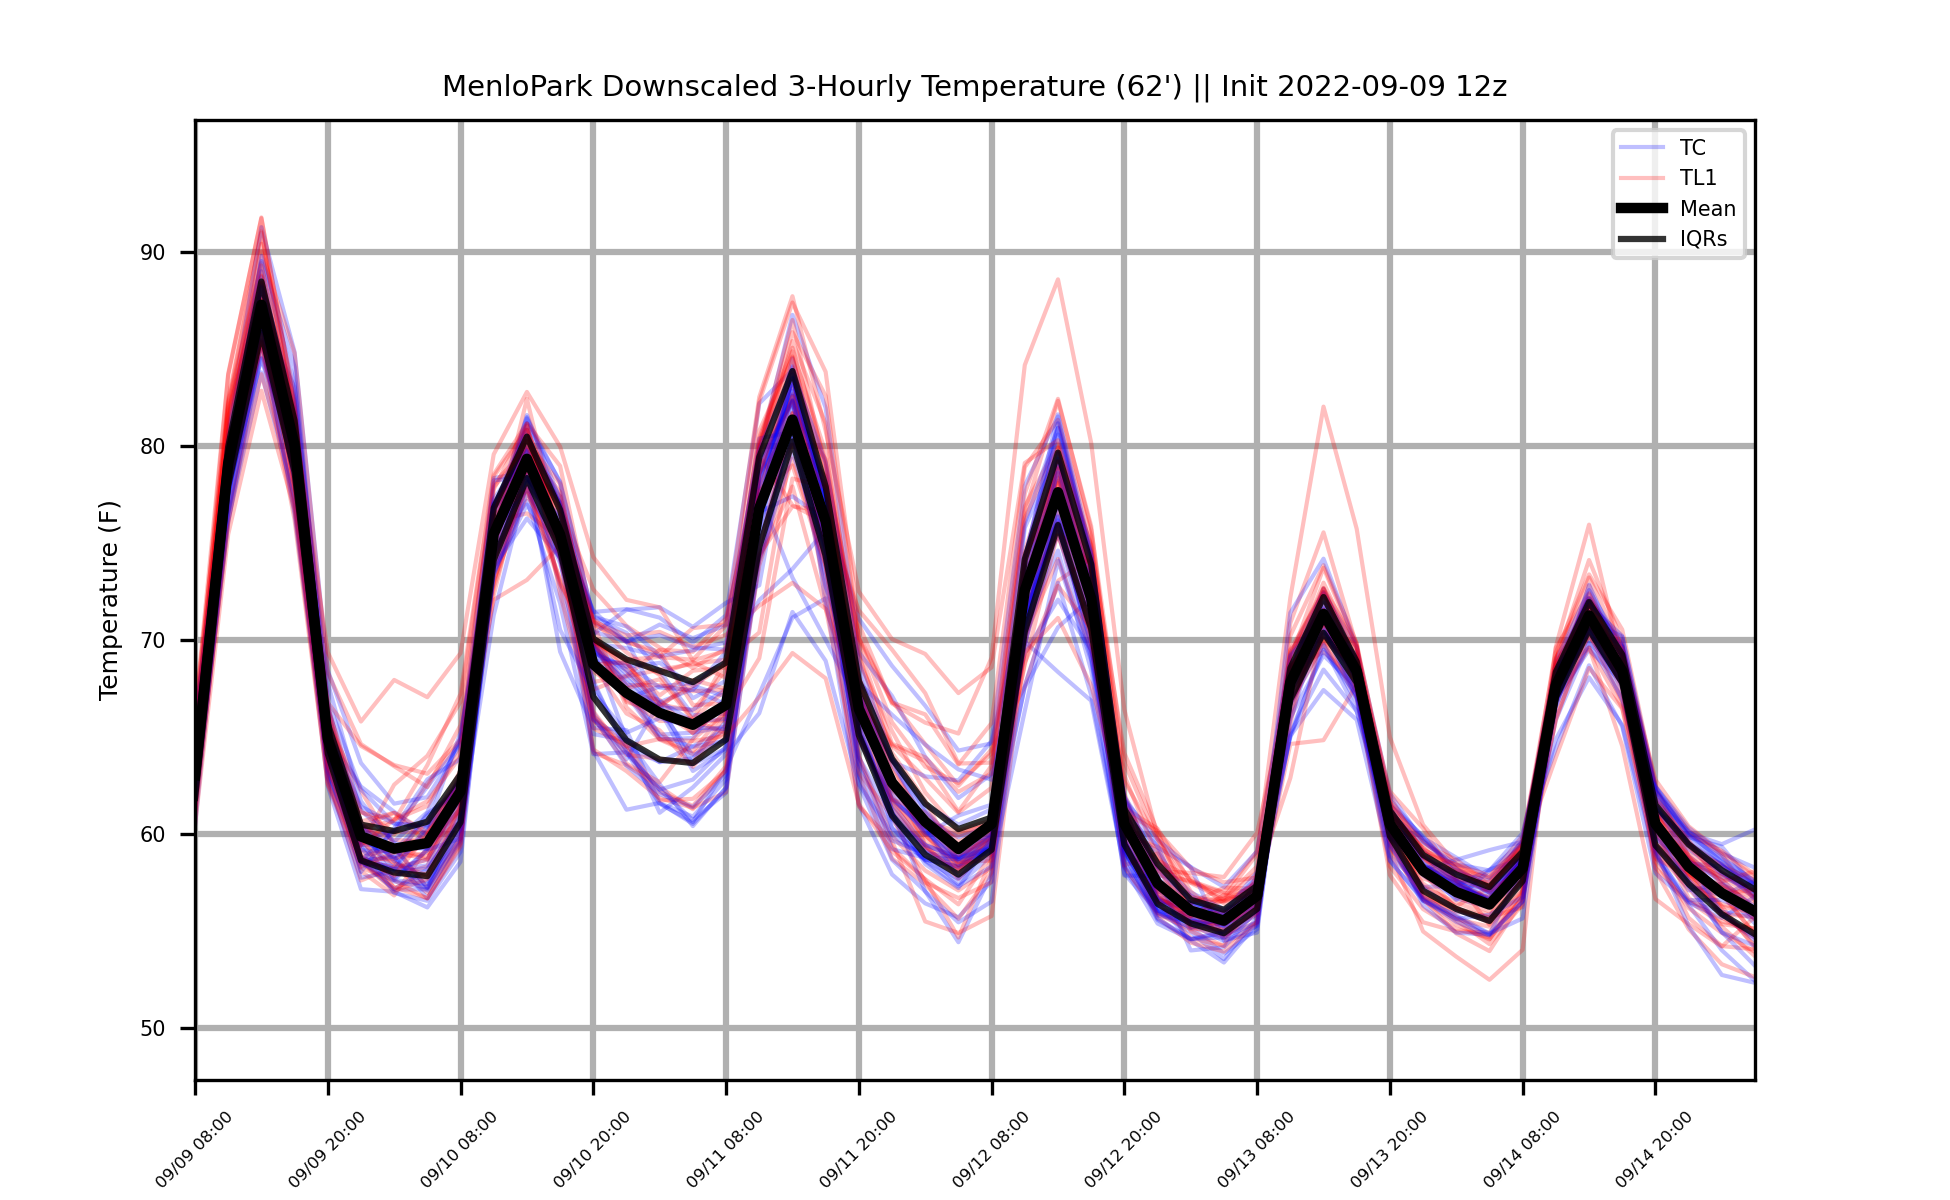 MenloPark Downscaled 3-Hourly Temperature (62') || Init 2022-09-09 12z
TC
TL1
Mean
IQRs
Temperature (F)
90
80
70
60
50
09/09 08:00
09/09 20:00
09/10 08:00
09/10 20:00
09/11 08:00
09/11 20:00
09/12 08:00
09/12 20:00
09/13 08:00
09/13 20:00
09/14 08:00
09/14 20:00